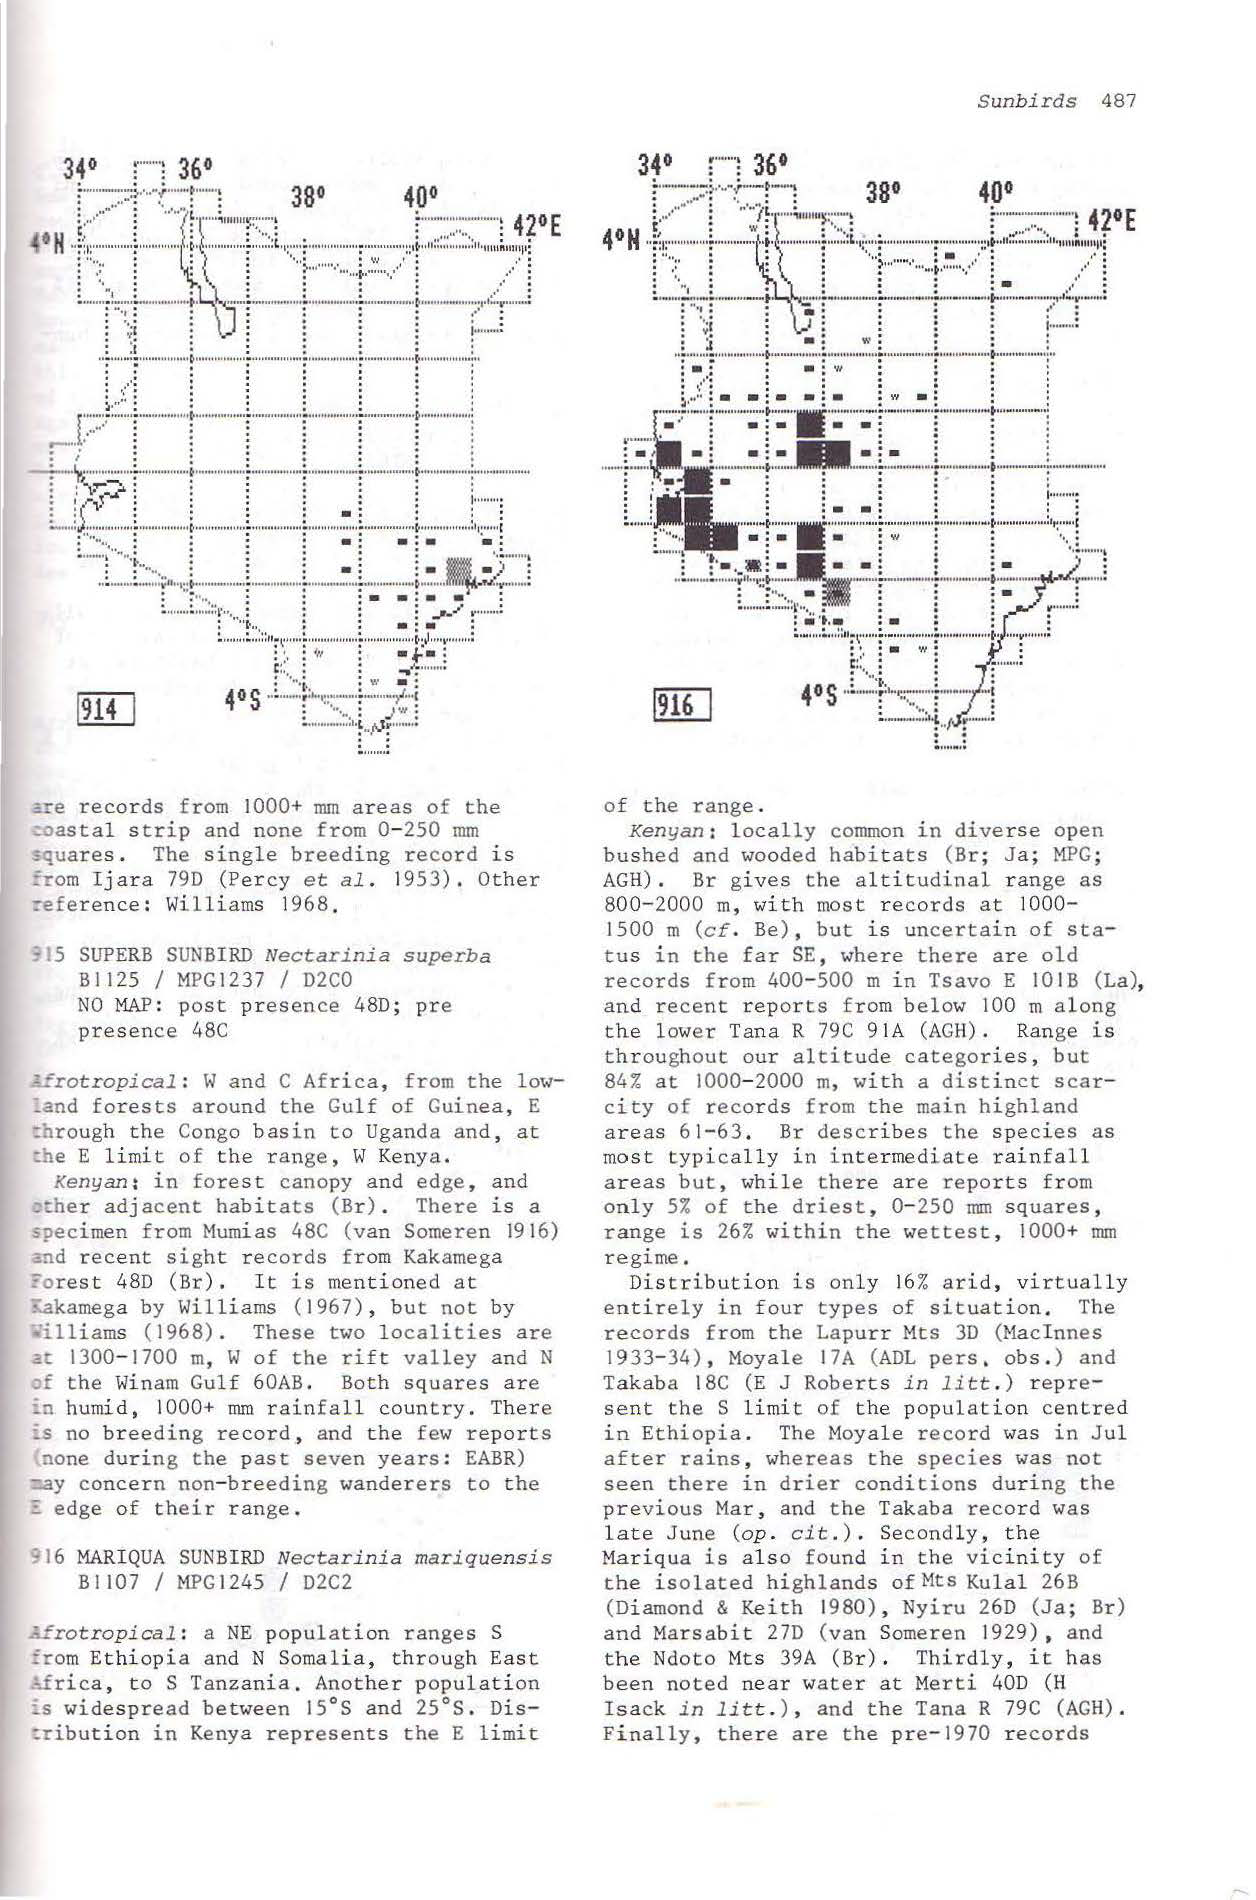 Sunbirds 487
34° 36°
38° 40°
42°E
4°N
4°S
914
34° 36°
38° 40°
42°E
4°N
4°S
916
are records from 1000+ mm areas of the
coastal strip and none from 0-250 mm
squares. The single breeding record is
from Ijara 79D (Percy et al. 1953). Other
reference: Williams 1968.
915 SUPERB SUNBIRD Nectarinia superba
B1125 / MPG1237 / D2C0
NO MAP: post presence 48D; pre
presence 48C
Afrotropical: W and C Africa, from the low-
land forests around the Gulf of Guinea, E
through the Congo basin to Uganda and, at
the E limit of the range, W Kenya.
Kenyan: in forest canopy and edge, and
other adjacent habitats (Br). There is a
specimen from Mumias 48C (van Someren 1916)
and recent sight records from Kakamega
Forest 48D (Br). It is mentioned at
Kakamega by Williams (1967), but not by
Williams (1968). These two localities are
at 1300-1700 m, W of the rift valley and N
of the Winam Gulf 60AB. Both squares are
in humid, 1000+ mm rainfall country. There
is no breeding record, and the few reports
(none during the past seven years: EABR)
may concern non-breeding wanderers to the
E edge of their range.
916 MARIQUA SUNBIRD Nectarinia mariquensis
B1107 / MPG1245 / D2C2
Afrotropical: a NE population ranges S
from Ethiopia and N Somalia, through East
Africa, to S Tanzania. Another population
is widespread between 15°S and 25°S. Dis-
tribution in Kenya represents the E limit
of the range.
Kenyan: locally common in diverse open
bushed and wooded habitats (Br; Ja; MPG;
AGH). Br gives the altitudinal range as
800-2000 m, with most records at 1000-
1500 m (cf. Be), but is uncertain of sta-
tus in the far SE, where there are old
records from 400-500 m in Tsavo E 101B (La),
and recent reports from below 100 m along
the lower Tana R 79C 91A (AGH). Range is
throughout our altitude categories, but
84% at 1000-2000 m, with a distinct scar-
city of records from the main highland
areas 61-63. Br describes the species as
most typically in intermediate rainfall
areas but, while there are reports from
only 5% of the driest, 0-250 mm squares,
range is 26% within the wettest, 1000+ mm
regime.
Distribution is only 16% arid, virtually
entirely in four types of situation. The
records from the Lapurr Mts 3D (MacInnes
1933-34), Moyale 17A (ADL pers. obs.) and
Takaba 18C (E J Roberts in litt.) repre-
sent the S limit of the population centred
in Ethiopia. The Moyale record was in Jul
after rains, whereas the species was not
seen there in drier conditions during the
previous Mar, and the Takaba record was
late June (op. cit.). Secondly, the
Mariqua is also found in the vicinity of
the isolated highlands of Mts Kulal 26B
(Diamond & Keith 1980), Nyiru 26D (Ja; Br)
and Marsabit 27D (van Someren 1929), and
the Ndoto Mts 39A (Br). Thirdly, it has
been noted near water at Merti 40D (H
Isack in litt.), and the Tana R 79C (AGH).
Finally, there are the pre-1970 records